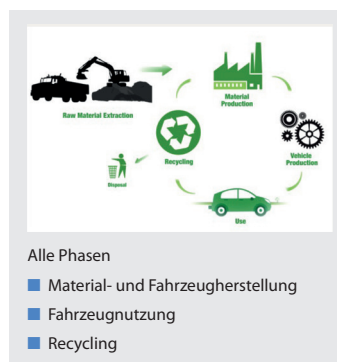 Raw Material Extraction
Material
Production
Recycling
Vehicle
Production
Disposal
Use
Alle Phasen
Material- und Fahrzeugherstellung
Fahrzeugnutzung
Recycling